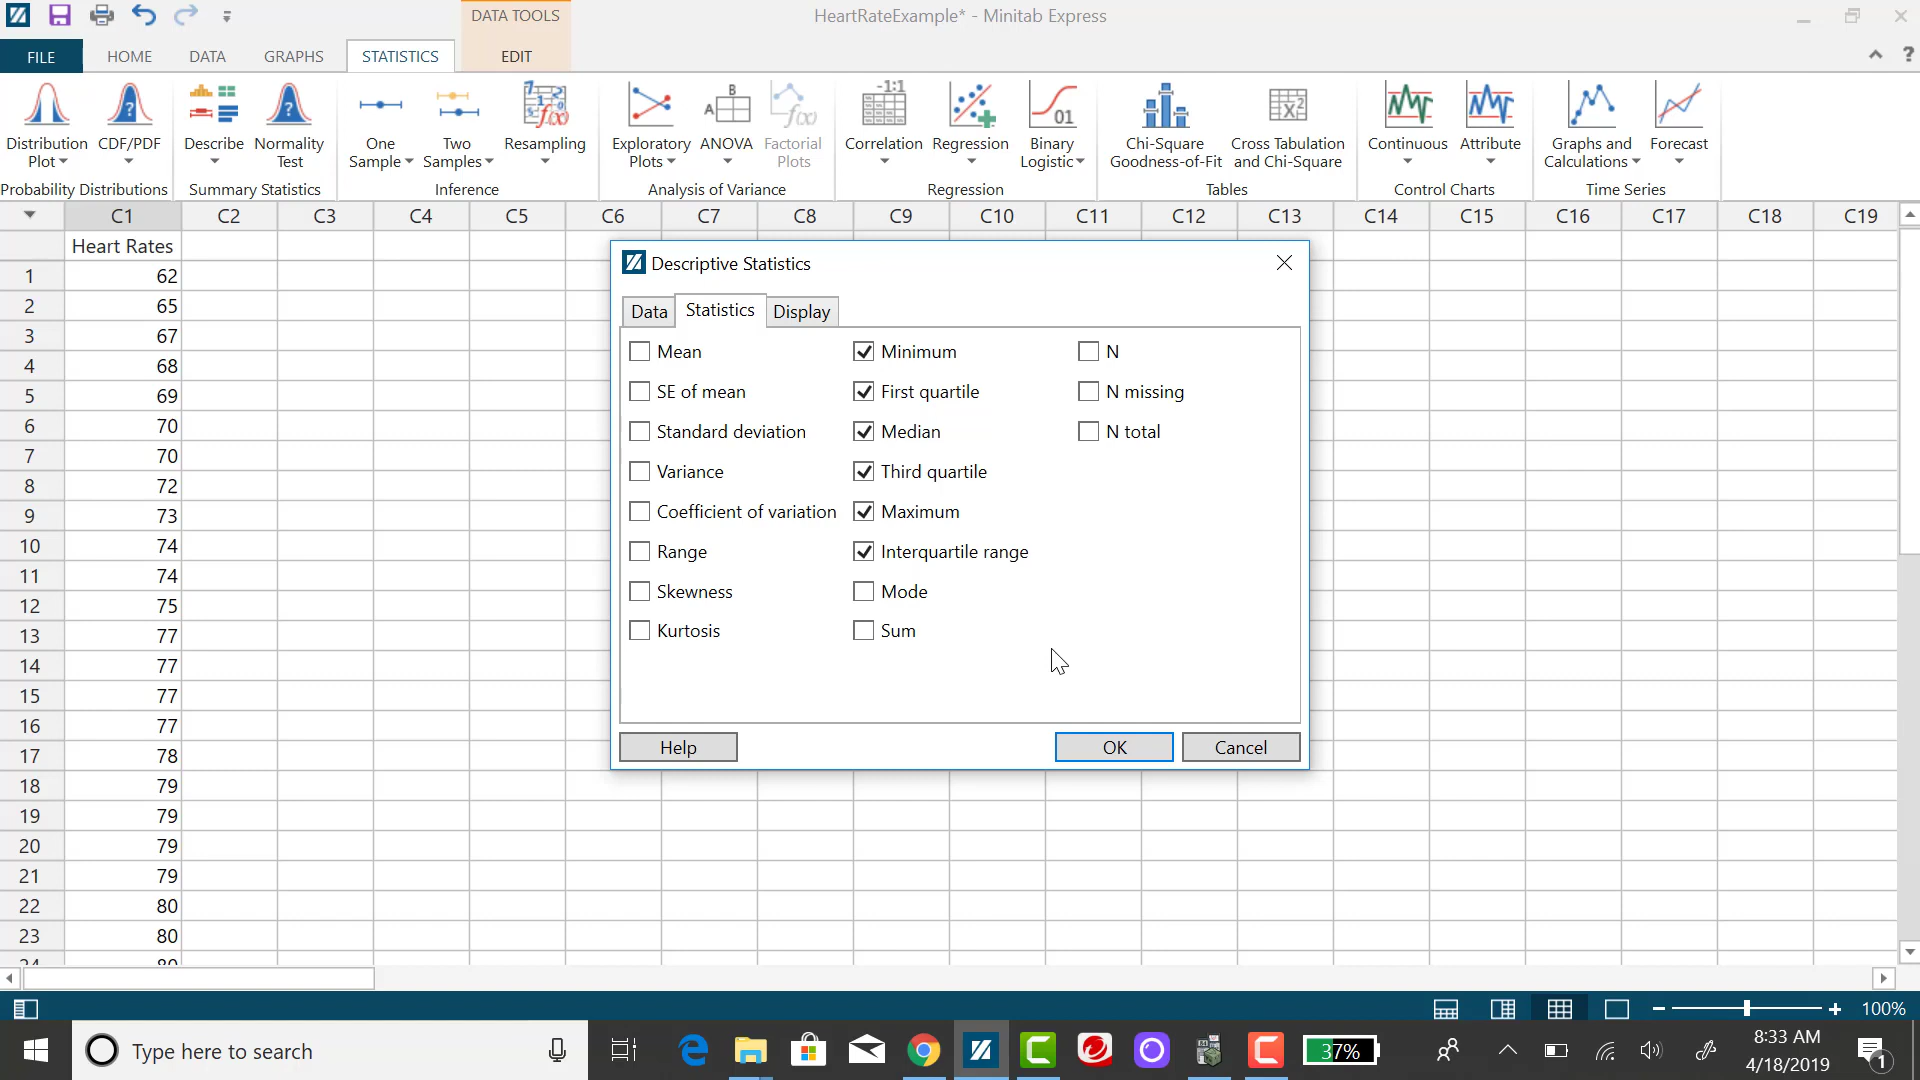 DATA TOOLS
HeartRateExample* - Minitab Express
FILE HOME DATA GRAPHS STATISTICS EDIT ?
-1:1
A B
f(x)
01
x2
Distribution Plot
CDF/PDF
Describe
Normality Test
One Sample
Two Samples
Resampling
Exploratory Plots
ANOVA
Factorial Plots
Correlation
Regression
Binary Logistic
Chi-Square Goodness-of-Fit
Cross Tabulation and Chi-Square
Continuous
Attribute
Graphs and Calculations
Forecast
Probability Distributions
Summary Statistics
Inference
Analysis of Variance
Regression
Tables
Control Charts
Time Series
C1 C2 C3 C4 C5 C6 C7 C8 C9 C10 C11 C12 C13 C14 C15 C16 C17 C18 C19
Heart Rates
1 62
2 65
3 67
4 68
5 69
6 70
7 70
8 72
9 73
10 74
11 74
12 75
13 77
14 77
15 77
16 77
17 78
18 79
19 79
20 79
21 79
22 80
23 80
24 80
Descriptive Statistics
Data Statistics Display
Mean Minimum N
SE of mean First quartile N missing
Standard deviation Median N total
Variance Third quartile
Coefficient of variation Maximum
Range Interquartile range
Skewness Mode
Kurtosis Sum
Help OK Cancel
100%
Type here to search
37%
8:33 AM
4/18/2019
1